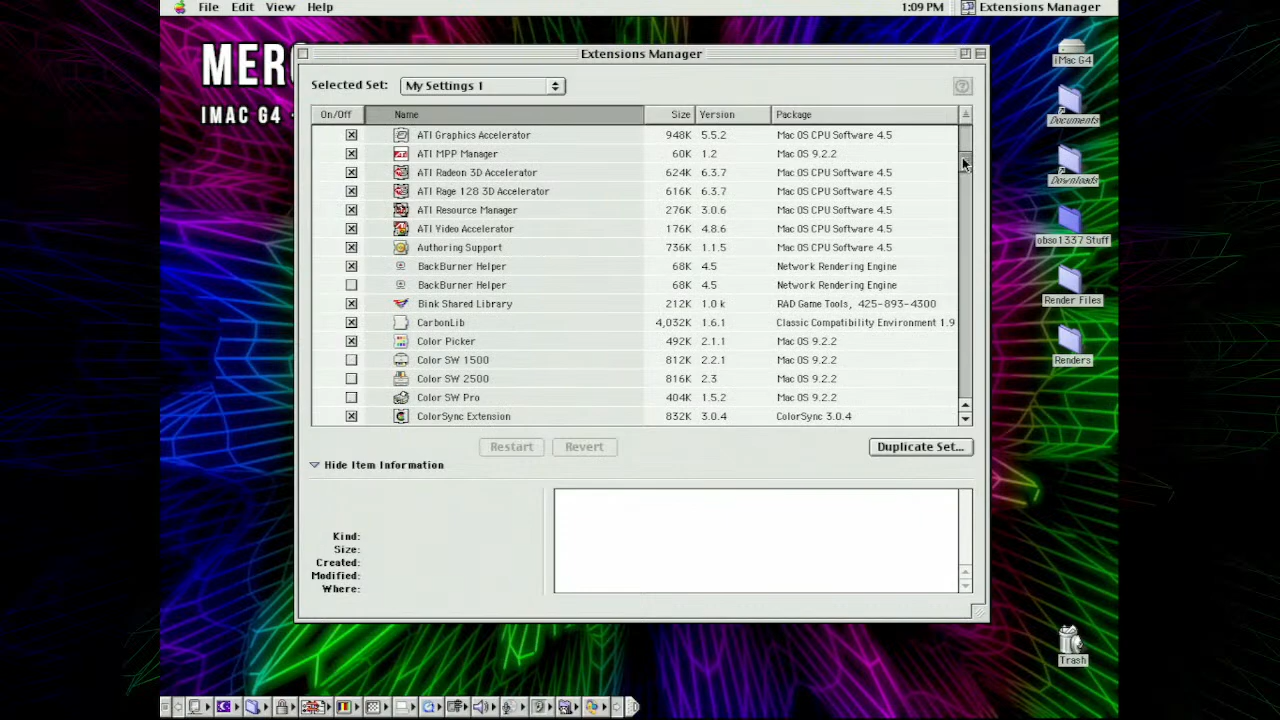 File Edit View Help 1:09 PM Extensions Manager
iMac G4
Documents
Downloads
obso1337 Stuff
Render Files
Renders
Trash
IMAC G4
Extensions Manager
Selected Set: My Settings 1
On/Off Name Size Version Package
ATI Graphics Accelerator 948K 5.5.2 Mac OS CPU Software 4.5
ATI MPP Manager 60K 1.2 Mac OS 9.2.2
ATI Radeon 3D Accelerator 624K 6.3.7 Mac OS CPU Software 4.5
ATI Rage 128 3D Accelerator 616K 6.3.7 Mac OS CPU Software 4.5
ATI Resource Manager 276K 3.0.6 Mac OS CPU Software 4.5
ATI Video Accelerator 176K 4.8.6 Mac OS CPU Software 4.5
Authoring Support 736K 1.1.5 Mac OS CPU Software 4.5
BackBurner Helper 68K 4.5 Network Rendering Engine
BackBurner Helper 68K 4.5 Network Rendering Engine
Bink Shared Library 212K 1.0 k RAD Game Tools, 425-893-4300
CarbonLib 4,032K 1.6.1 Classic Compatibility Environment 1.9
Color Picker 492K 2.1.1 Mac OS 9.2.2
Color SW 1500 812K 2.2.1 Mac OS 9.2.2
Color SW 2500 816K 2.3 Mac OS 9.2.2
Color SW Pro 404K 1.5.2 Mac OS 9.2.2
ColorSync Extension 832K 3.0.4 ColorSync 3.0.4
Restart Revert Duplicate Set...
Hide Item Information
Kind:
Size:
Created:
Modified:
Where: